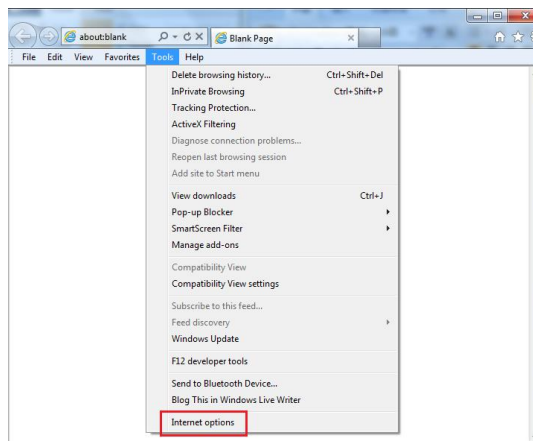 about:blank
Blank Page
File Edit View Favorites Tools Help
Delete browsing history... Ctrl+Shift+Del
InPrivate Browsing Ctrl+Shift+P
Tracking Protection...
ActiveX Filtering
Diagnose connection problems...
Reopen last browsing session
Add site to Start menu
View downloads Ctrl+J
Pop-up Blocker
SmartScreen Filter
Manage add-ons
Compatibility View
Compatibility View settings
Subscribe to this feed...
Feed discovery
Windows Update
F12 developer tools
Send to Bluetooth Device...
Blog This in Windows Live Writer
Internet options